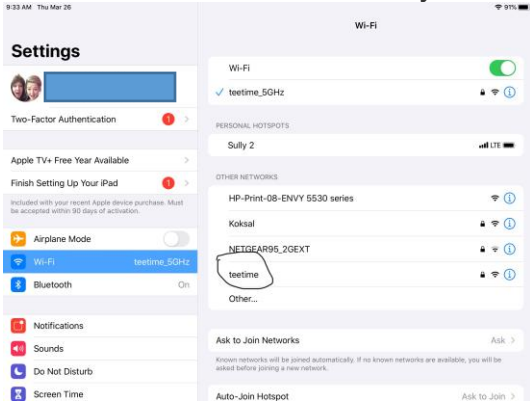 9:33 AM Thu Mar 26
91%
Wi-Fi
Settings
Two-Factor Authentication 1
Apple TV+ Free Year Available
Finish Setting Up Your iPad 1
Included with your recent Apple device purchase. Must
be accepted within 90 days of activation.
Airplane Mode
Wi-Fi teetime_5GHz
Bluetooth On
Notifications
Sounds
Do Not Disturb
Screen Time
Wi-Fi
teetime_5GHz
PERSONAL HOTSPOTS
Sully 2 LTE
OTHER NETWORKS
HP-Print-08-ENVY 5530 series
Koksal
NETGEAR95_2GEXT
teetime
Other...
Ask to Join Networks Ask
Known networks will be joined automatically. If no known networks are available, you will be
asked before joining a new network.
Auto-Join Hotspot Ask to Join